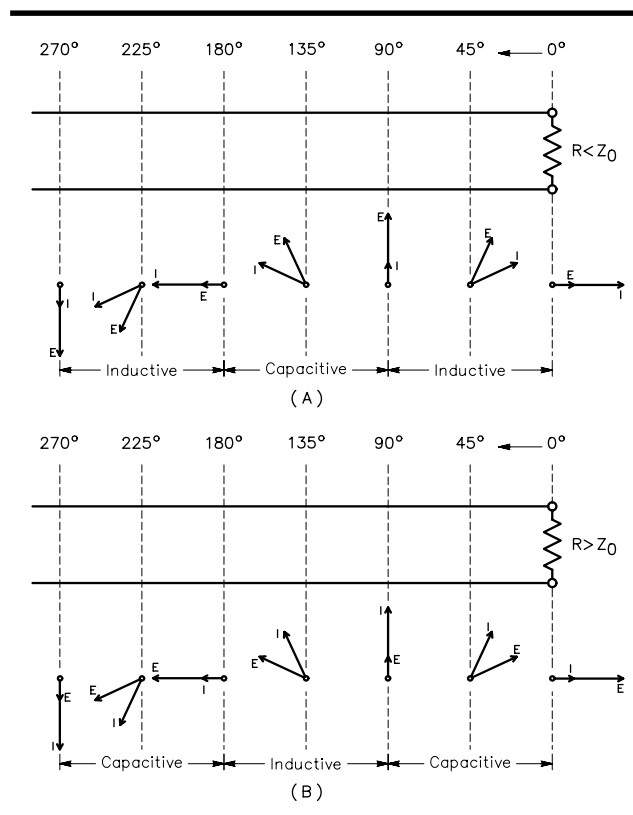 270° 225° 180° 135° 90° 45° 0°
R<Z0
E E E
I I I E
I E I
I E
E E I
E
Inductive Capacitive Inductive
(A)
270° 225° 180° 135° 90° 45° 0°
R>Z0
I I I
E E E E I
E E I E
E I
I
I
Capacitive Inductive Capacitive
(B)